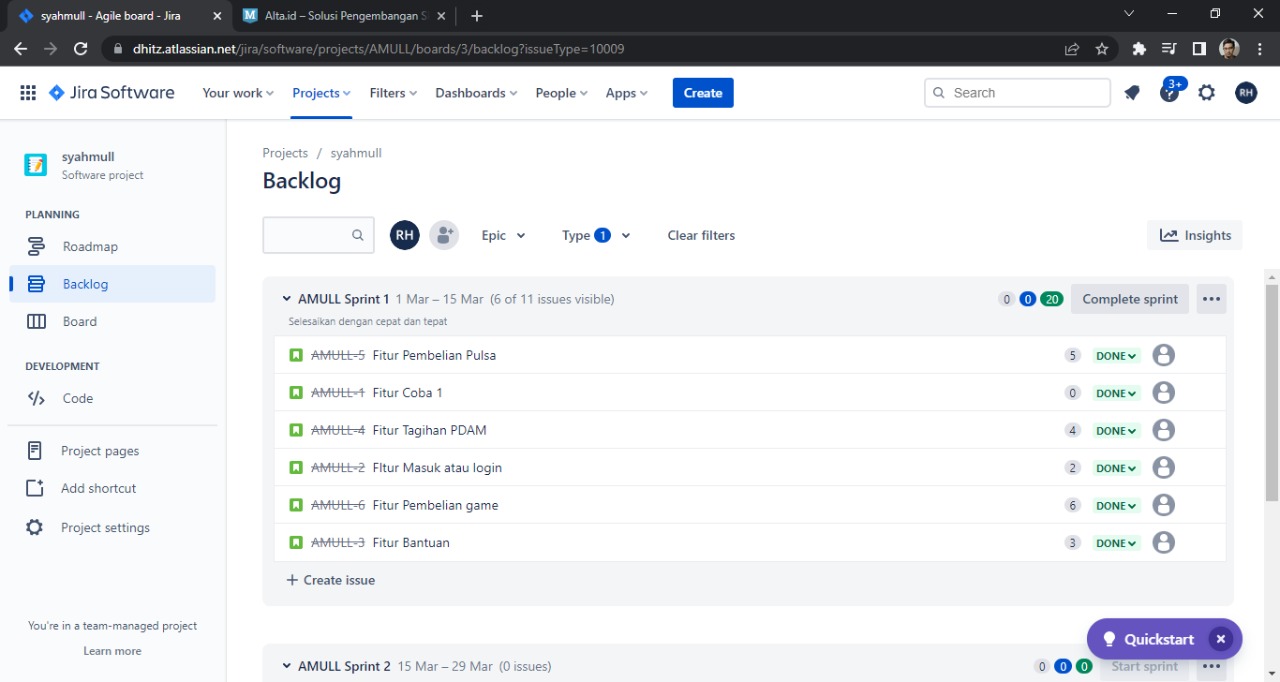 syahmull - Agile board - Jira
Alta.id – Solusi Pengembangan S
dhitz.atlassian.net/jira/software/projects/AMULL/boards/3/backlog?issueType=10009
Jira Software
Your work
Projects
Filters
Dashboards
People
Apps
Create
Search
3+
RH
syahmull
Software project
PLANNING
Roadmap
Backlog
Board
DEVELOPMENT
Code
Project pages
Add shortcut
Project settings
You're in a team-managed project
Learn more
Projects / syahmull
Backlog
RH
Epic
Type 1
Clear filters
Insights
AMULL Sprint 1 1 Mar – 15 Mar (6 of 11 issues visible) 0 0 20 Complete sprint
Selesaikan dengan cepat dan tepat
AMULL-5 Fitur Pembelian Pulsa 5 DONE
AMULL-1 Fitur Coba 1 0 DONE
AMULL-4 Fitur Tagihan PDAM 4 DONE
AMULL-2 FItur Masuk atau login 2 DONE
AMULL-6 Fitur Pembelian game 6 DONE
AMULL-3 Fitur Bantuan 3 DONE
+ Create issue
Quickstart
AMULL Sprint 2 15 Mar – 29 Mar (0 issues) 0 0 0 Start sprint